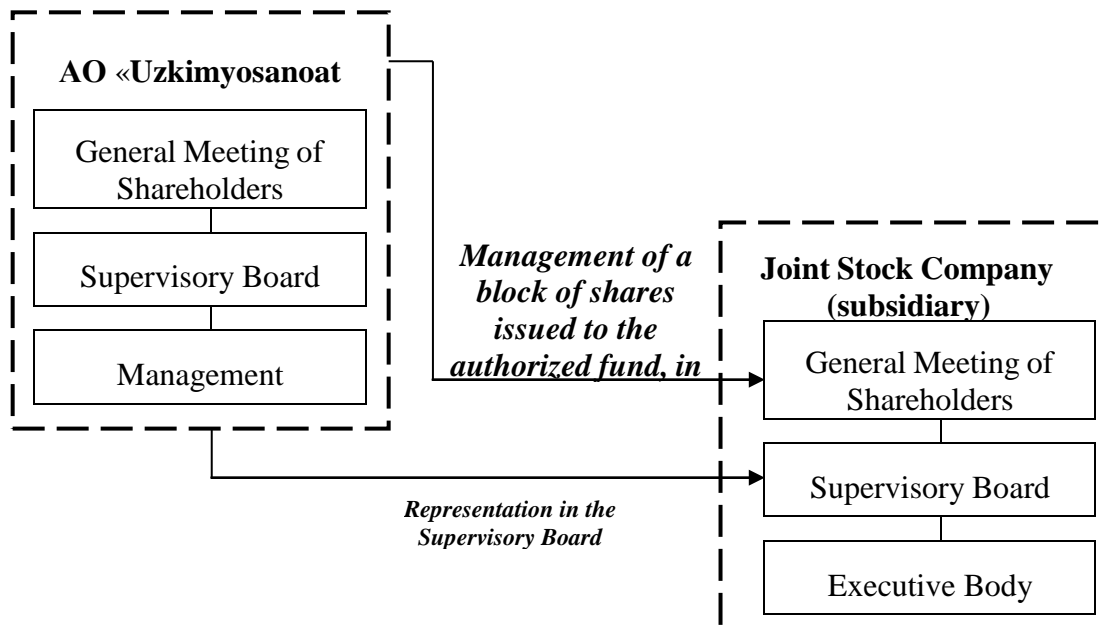 AO «Uzkimyosanoat
General Meeting of
Shareholders
Supervisory Board
Management
Management of a
block of shares
issued to the
authorized fund, in
Representation in the
Supervisory Board
Joint Stock Company
(subsidiary)
General Meeting of
Shareholders
Supervisory Board
Executive Body